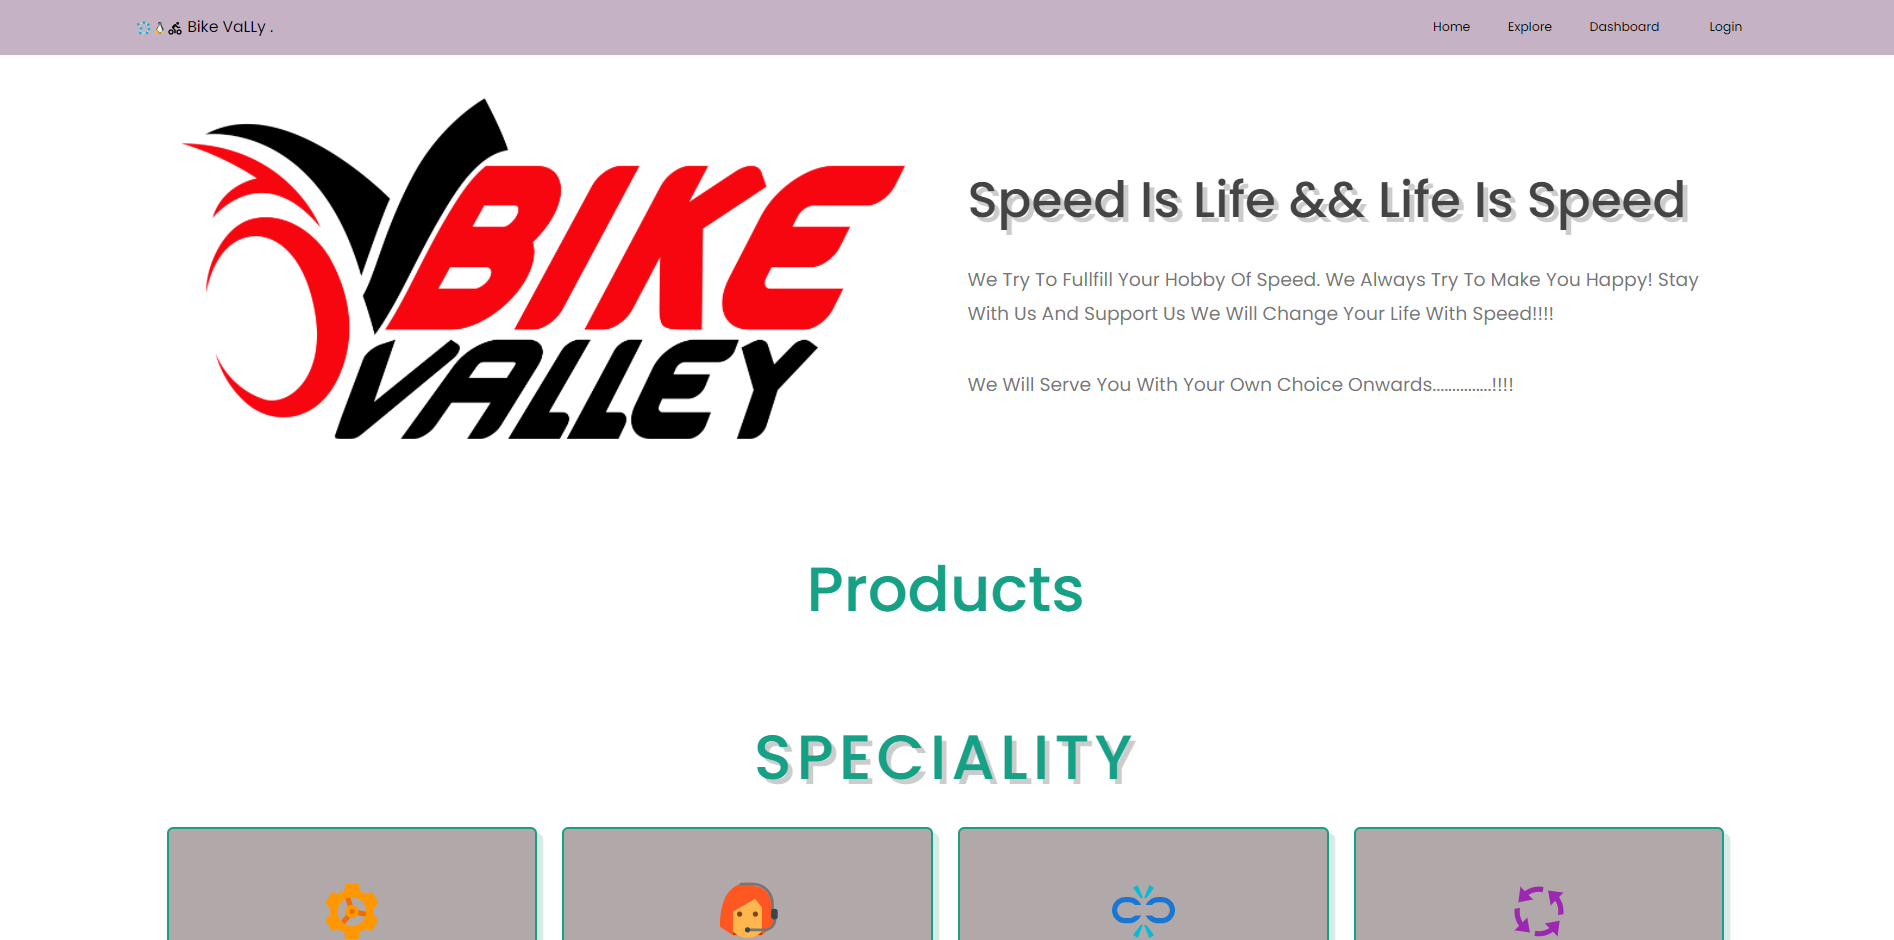 Bike VaLLy .
Home Explore Dashboard Login
BIKE
VALLEY
Speed Is Life && Life Is Speed
We Try To Fullfill Your Hobby Of Speed. We Always Try To Make You Happy! Stay
With Us And Support Us We Will Change Your Life With Speed!!!!
We Will Serve You With Your Own Choice Onwards...............!!!!
Products
SPECIALITY